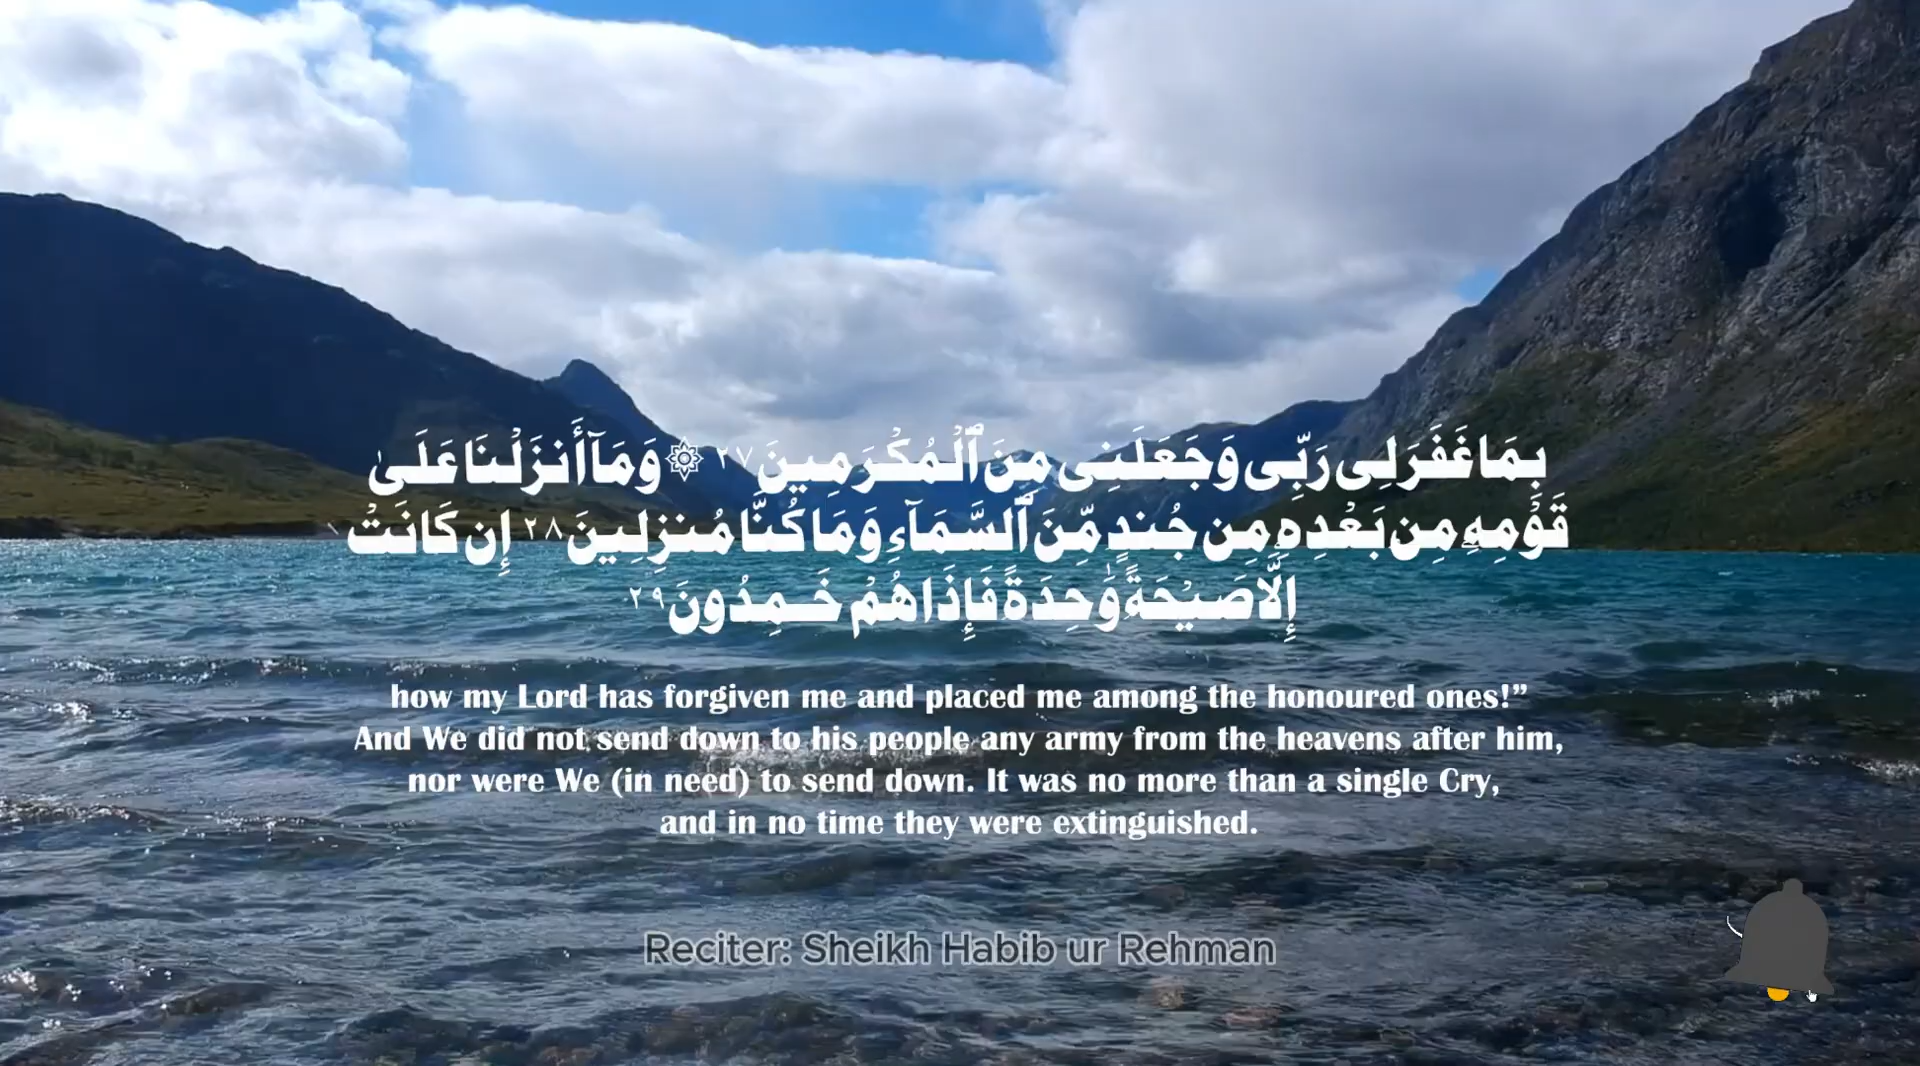 بِمَا غَفَرَ لِى رَبِّى وَجَعَلَنِى مِنَ ٱلْمُكْرَمِينَ ٢٧ ۞ وَمَآ أَنزَلْنَا عَلَىٰ
قَوْمِهِۦ مِن بَعْدِهِۦ مِن جُندٍ مِّنَ ٱلسَّمَآءِ وَمَا كُنَّا مُنزِلِينَ ٢٨ إِن كَانَتْ
إِلَّا صَيْحَةً وَٰحِدَةً فَإِذَا هُمْ خَـٰمِدُونَ ٢٩
how my Lord has forgiven me and placed me among the honoured ones!”
And We did not send down to his people any army from the heavens after him,
nor were We (in need) to send down. It was no more than a single Cry,
and in no time they were extinguished.
Reciter: Sheikh Habib ur Rehman